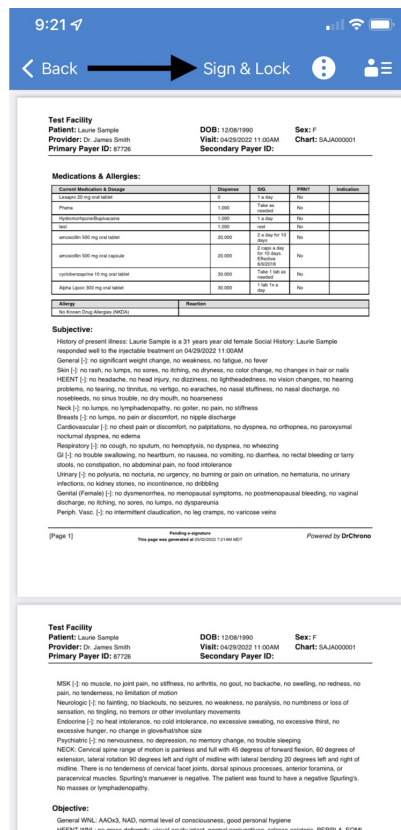 9:21
Back Sign & Lock
Test Facility
Patient: Laurie Sample DOB: 12/08/1990 Sex: F
Provider: Dr. James Smith Visit: 04/29/2022 11:00AM Chart: SAJA000001
Primary Payer ID: 87726 Secondary Payer ID:
Medications & Allergies:
Current Medication & Dosage Dispense SIG PRN? Indication
Lexapro 20 mg oral tablet 0 1 a day No
Phena 1.000 Take as needed No
Hydromorphone/Bupivacaine 1.000 1 a day No
test 1.000 No
amoxicillin 500 mg oral tablet 20.000 2 a day for 10 days No
amoxicillin 500 mg oral capsule 20.000 2 caps a day for 10 days. Effective 6/9/2018 No
cyclobenzaprine 10 mg oral tablet 30.000 Take 1 tab as needed No
Alpha Lipoic 300 mg oral tablet 30.000 1 tab 1x a day No
Allergy Reaction
No Known Drug Allergies (NKDA)
Subjective:
History of present illness: Laurie Sample is a 31 years year old female Social History: Laurie Sample
responded well to the injectable treatment on 04/29/2022 11:00AM
General [-]: no significant weight change, no weakness, no fatigue, no fever
Skin [-]: no rash, no lumps, no sores, no itching, no dryness, no color change, no changes in hair or nails
HEENT [-]: no headache, no head injury, no dizziness, no lightheadedness, no vision changes, no hearing
problems, no tearing, no tinnitus, no vertigo, no earaches, no nasal stuffiness, no nasal discharge, no
nosebleeds, no sinus trouble, no dry mouth, no hoarseness
Neck [-]: no lumps, no lymphadenopathy, no goiter, no pain, no stiffness
Breasts [-]: no lumps, no pain or discomfort, no nipple discharge
Cardiovascular [-]: no chest pain or discomfort, no palpitations, no dyspnea, no orthopnea, no paroxysmal
nocturnal dyspnea, no edema
Respiratory [-]: no cough, no sputum, no hemoptysis, no dyspnea, no wheezing
GI [-]: no trouble swallowing, no heartburn, no nausea, no vomiting, no diarrhea, no rectal bleeding or tarry
stools, no constipation, no abdominal pain, no food intolerance
Urinary [-]: no polyuria, no nocturia, no urgency, no burning or pain on urination, no hematuria, no urinary
infections, no kidney stones, no incontinence, no dribbling
Genital (Female) [-]: no dysmenorrhea, no menopausal symptoms, no postmenopausal bleeding, no vaginal
discharge, no itching, no sores, no lumps, no dyspareunia
Periph. Vasc. [-]: no intermittent claudication, no leg cramps, no varicose veins
[Page 1] Pending e-signature Powered by DrChrono
This page was generated at 05/02/2022 7:21AM MDT
Test Facility
Patient: Laurie Sample DOB: 12/08/1990 Sex: F
Provider: Dr. James Smith Visit: 04/29/2022 11:00AM Chart: SAJA000001
Primary Payer ID: 87726 Secondary Payer ID:
MSK [-]: no muscle, no joint pain, no stiffness, no arthritis, no gout, no backache, no swelling, no redness, no
pain, no tenderness, no limitation of motion
Neurologic [-]: no fainting, no blackouts, no seizures, no weakness, no paralysis, no numbness or loss of
sensation, no tingling, no tremors or other involuntary movements
Endocrine [-]: no heat intolerance, no cold intolerance, no excessive sweating, no excessive thirst, no
excessive hunger, no change in glove/hat/shoe size
Psychiatric [-]: no nervousness, no depression, no memory change, no trouble sleeping
NECK: Cervical spine range of motion is painless and full with 45 degress of forward flexion, 60 degrees of
extension, lateral rotation 90 degrees left and right of midline with lateral bending 20 degrees left and right of
midline. There is no tenderness of cervical facet joints, dorsal spinous processes, anterior foramina, or
paracervical muscles. Spurling's manuever is negative. The patient was found to have a negative Spurling's.
No masses or lymphadenopathy.
Objective:
General WNL: AAOx3, NAD, normal level of consciousness, good personal hygiene